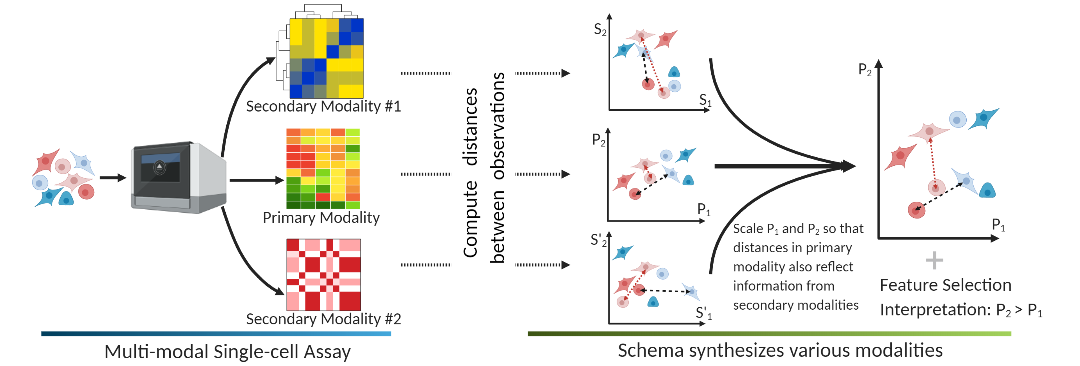 Secondary Modality #1
Primary Modality
Secondary Modality #2
Multi-modal Single-cell Assay
Compute distances
between observations
S₂
S₁
P₂
P₁
S'₂
S'₁
Scale P₁ and P₂ so that
distances in primary
modality also reflect
information from
secondary modalities
P₂
P₁
+
Feature Selection
Interpretation: P₂ > P₁
Schema synthesizes various modalities